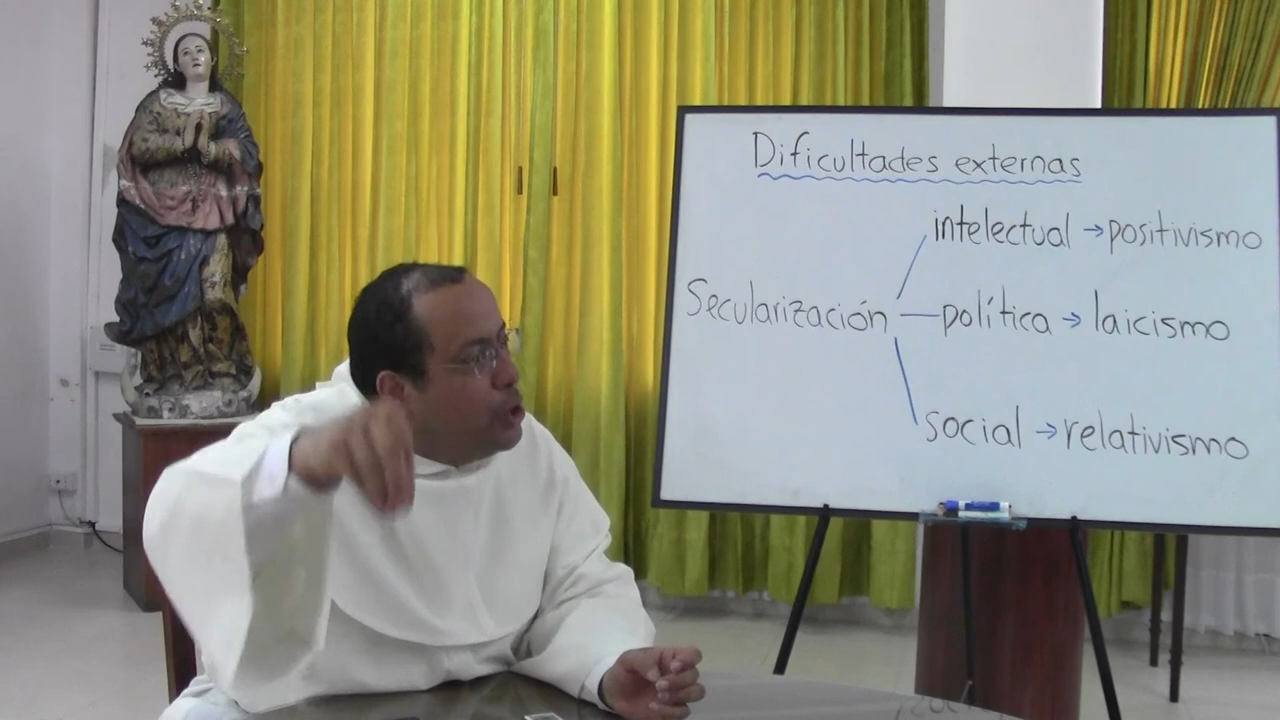 Dificultades externas
intelectual → positivismo
Secularización — política → laicismo
social → relativismo